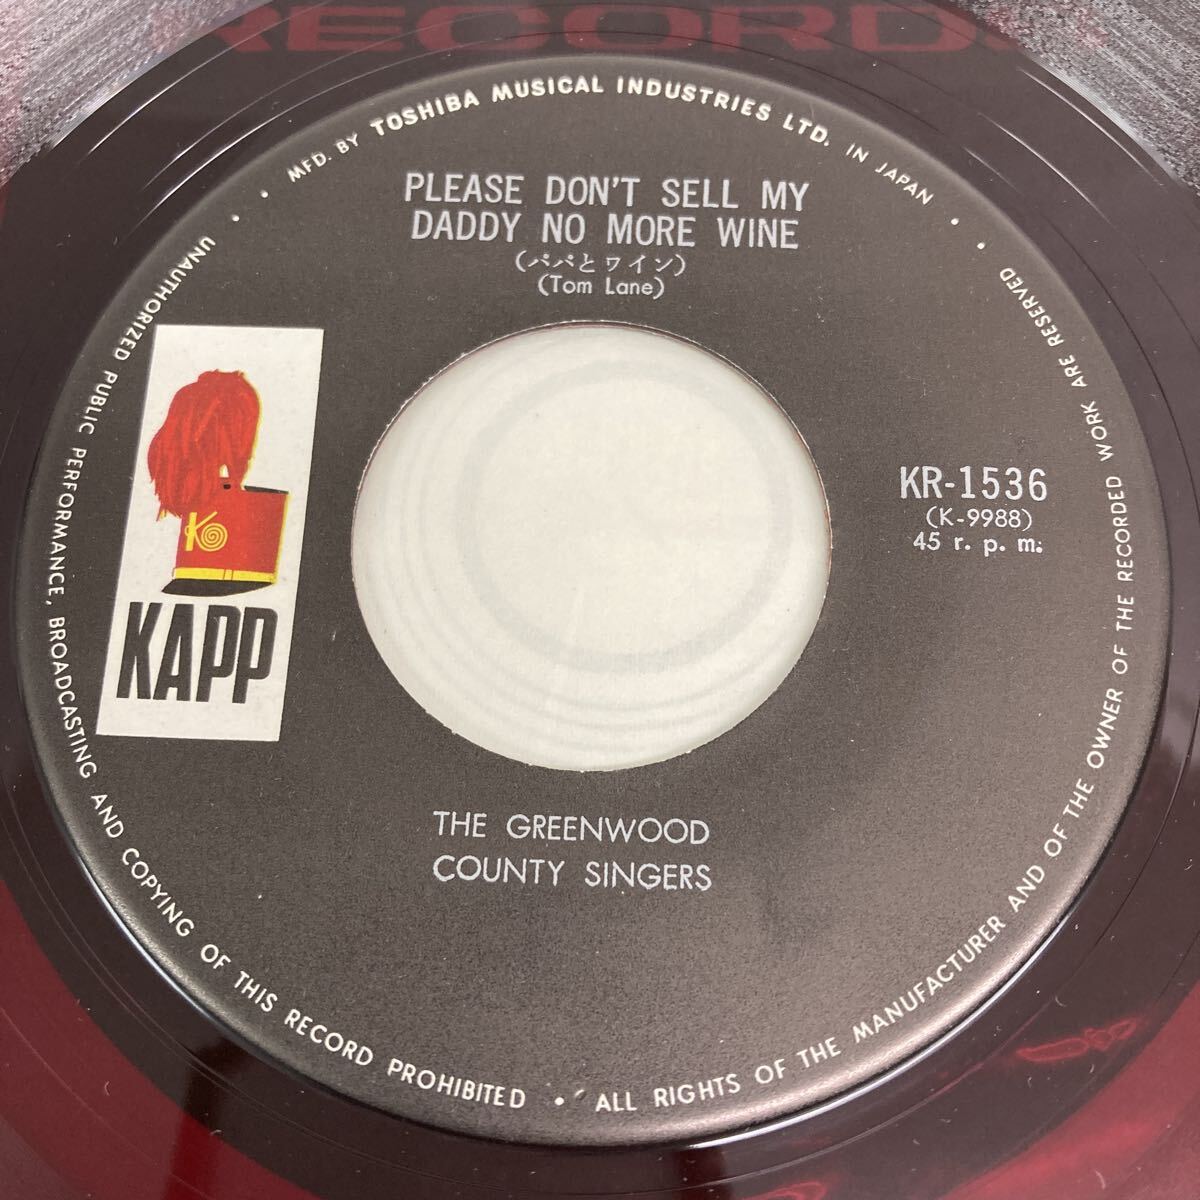 RECORDS
MFD. BY TOSHIBA MUSICAL INDUSTRIES LTD. IN JAPAN
PLEASE DON'T SELL MY
DADDY NO MORE WINE
(パパとワイン)
(Tom Lane)
K
KAPP
KR-1536
(K-9988)
45 r. p. m.
THE GREENWOOD
COUNTY SINGERS
UNAUTHORIZED PUBLIC PERFORMANCE, BROADCASTING AND COPYING OF THIS RECORD PROHIBITED • ALL RIGHTS OF THE MANUFACTURER AND OF THE OWNER OF THE RECORDED WORK ARE RESERVED